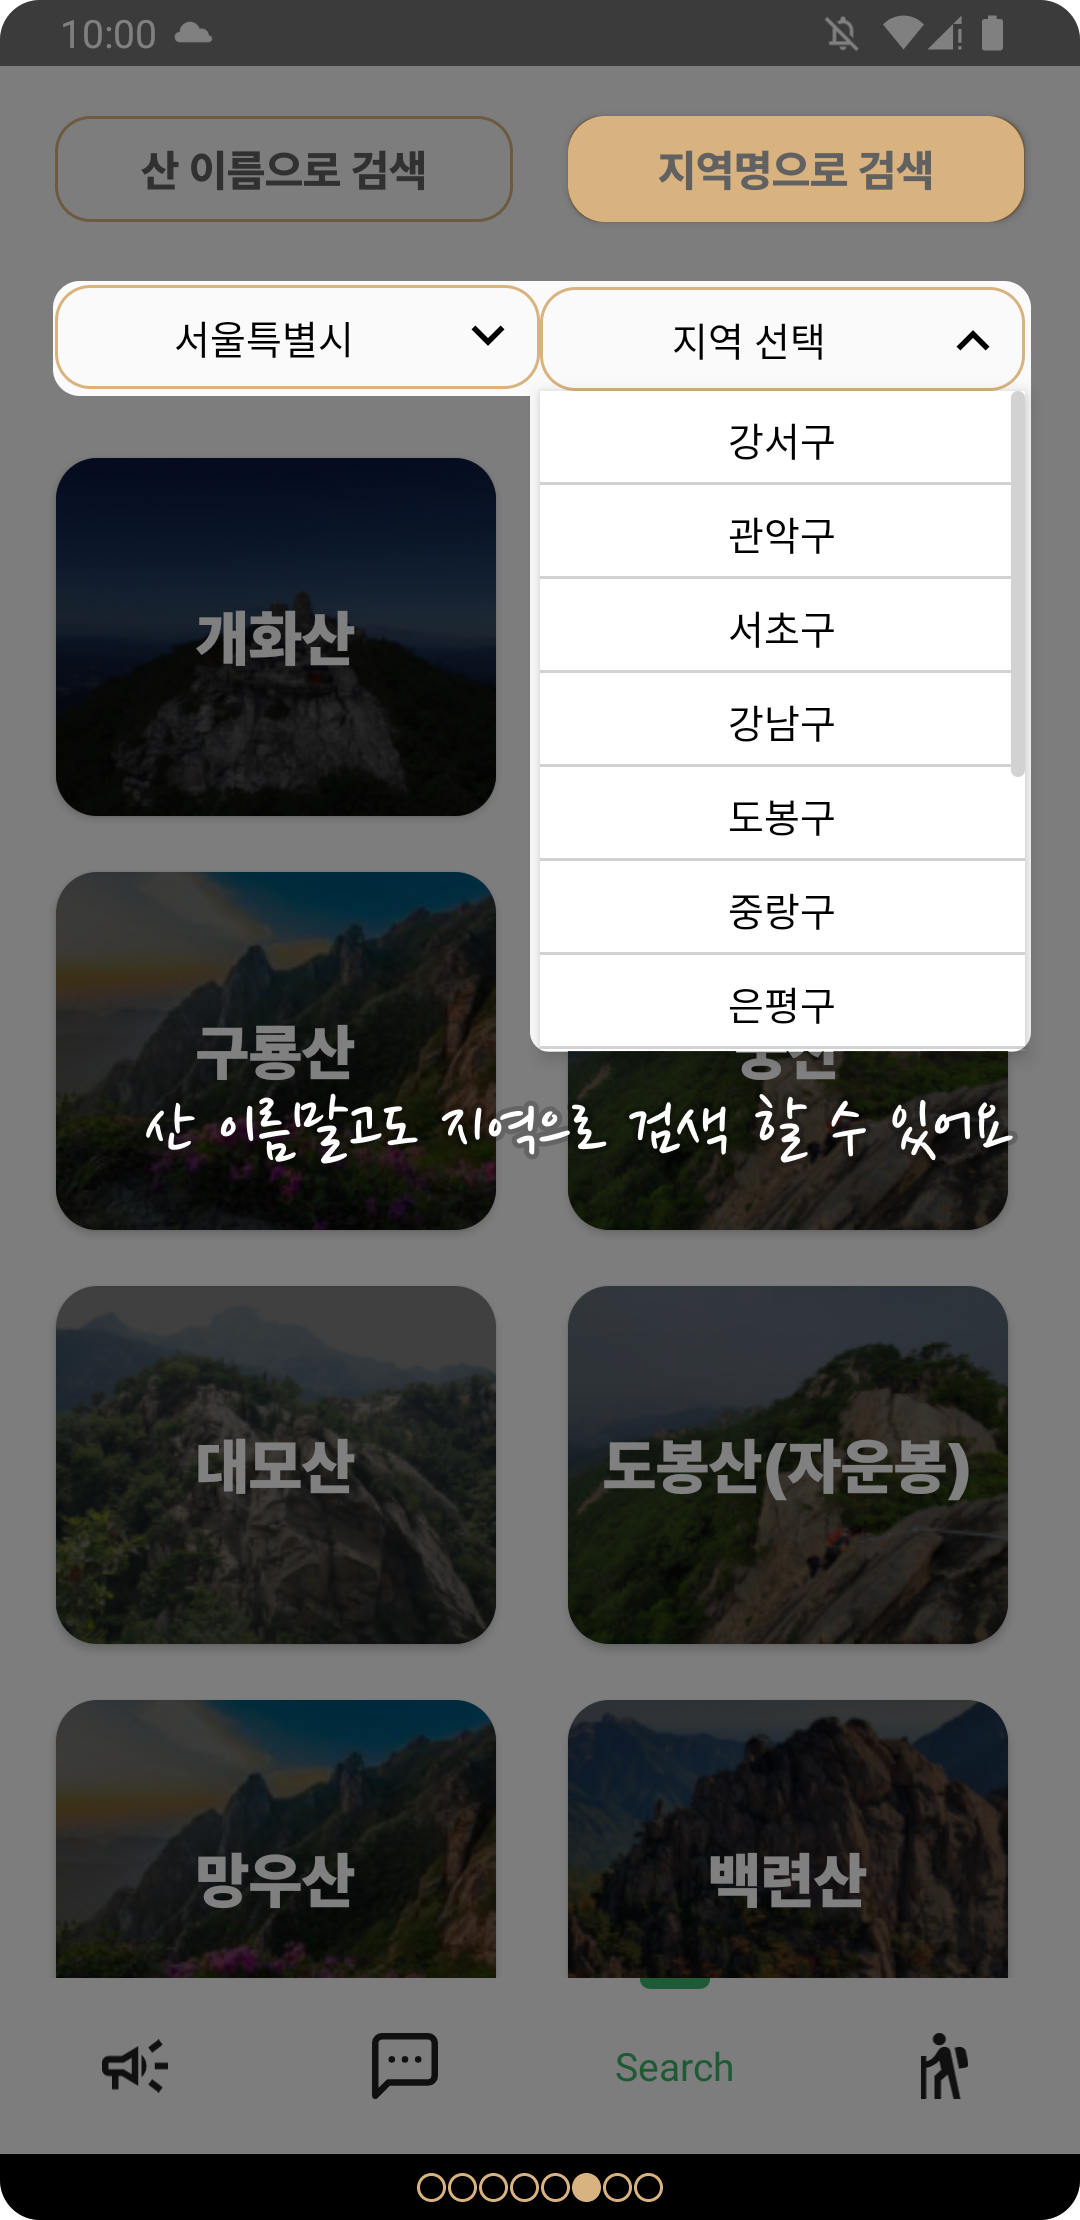 10:00
산 이름으로 검색
지역명으로 검색
서울특별시
지역 선택
강서구
관악구
서초구
강남구
도봉구
중랑구
은평구
개화산
구룡산
산 이름말고도 지역으로 검색 할 수 있어요
대모산
도봉산(자운봉)
망우산
백련산
Search